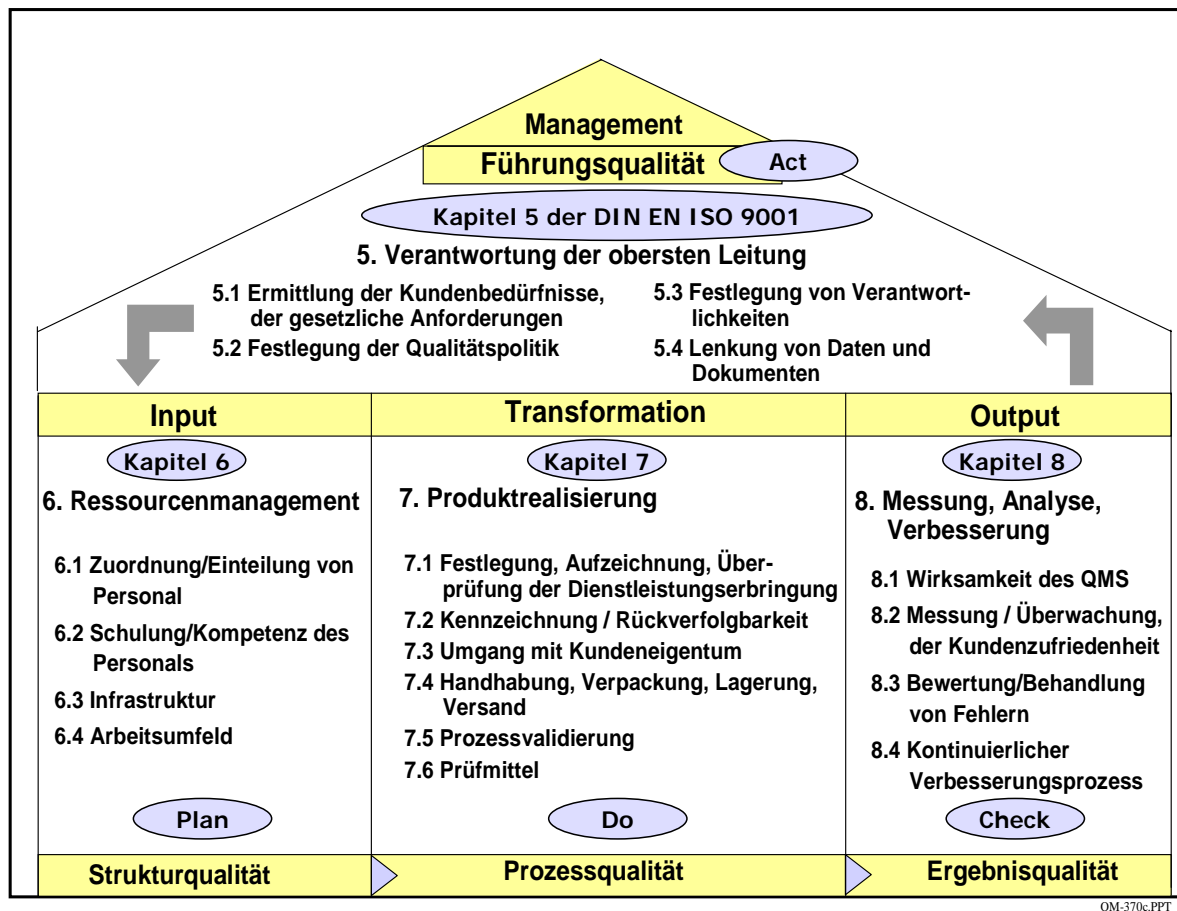 Management
Führungsqualität
Act
Kapitel 5 der DIN EN ISO 9001
5. Verantwortung der obersten Leitung
5.1 Ermittlung der Kundenbedürfnisse,
der gesetzliche Anforderungen
5.2 Festlegung der Qualitätspolitik
5.3 Festlegung von Verantwort-
lichkeiten
5.4 Lenkung von Daten und
Dokumenten
Input
Transformation
Output
Kapitel 6
6. Ressourcenmanagement
6.1 Zuordnung/Einteilung von
Personal
6.2 Schulung/Kompetenz des
Personals
6.3 Infrastruktur
6.4 Arbeitsumfeld
Plan
Strukturqualität
Kapitel 7
7. Produktrealisierung
7.1 Festlegung, Aufzeichnung, Über-
prüfung der Dienstleistungserbringung
7.2 Kennzeichnung / Rückverfolgbarkeit
7.3 Umgang mit Kundeneigentum
7.4 Handhabung, Verpackung, Lagerung,
Versand
7.5 Prozessvalidierung
7.6 Prüfmittel
Do
Prozessqualität
Kapitel 8
8. Messung, Analyse,
Verbesserung
8.1 Wirksamkeit des QMS
8.2 Messung / Überwachung,
der Kundenzufriedenheit
8.3 Bewertung/Behandlung
von Fehlern
8.4 Kontinuierlicher
Verbesserungsprozess
Check
Ergebnisqualität
QM-370c.PPT